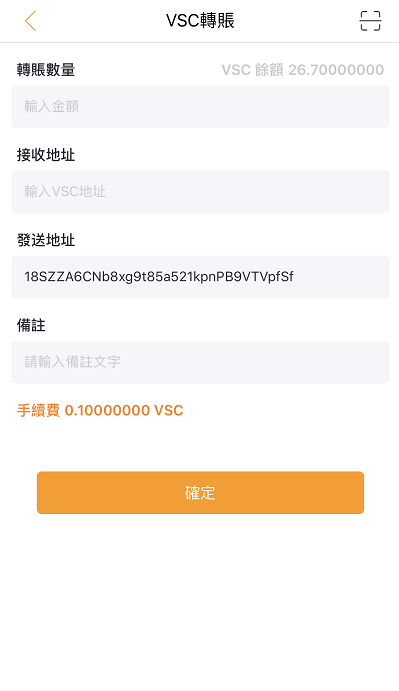 VSC轉賬
轉賬數量 VSC 餘額 26.70000000
輸入金額
接收地址
輸入VSC地址
發送地址
18SZZA6CNb8xg9t85a521kpnPB9VTVpfSf
備註
請輸入備註文字
手續費 0.10000000 VSC
確定